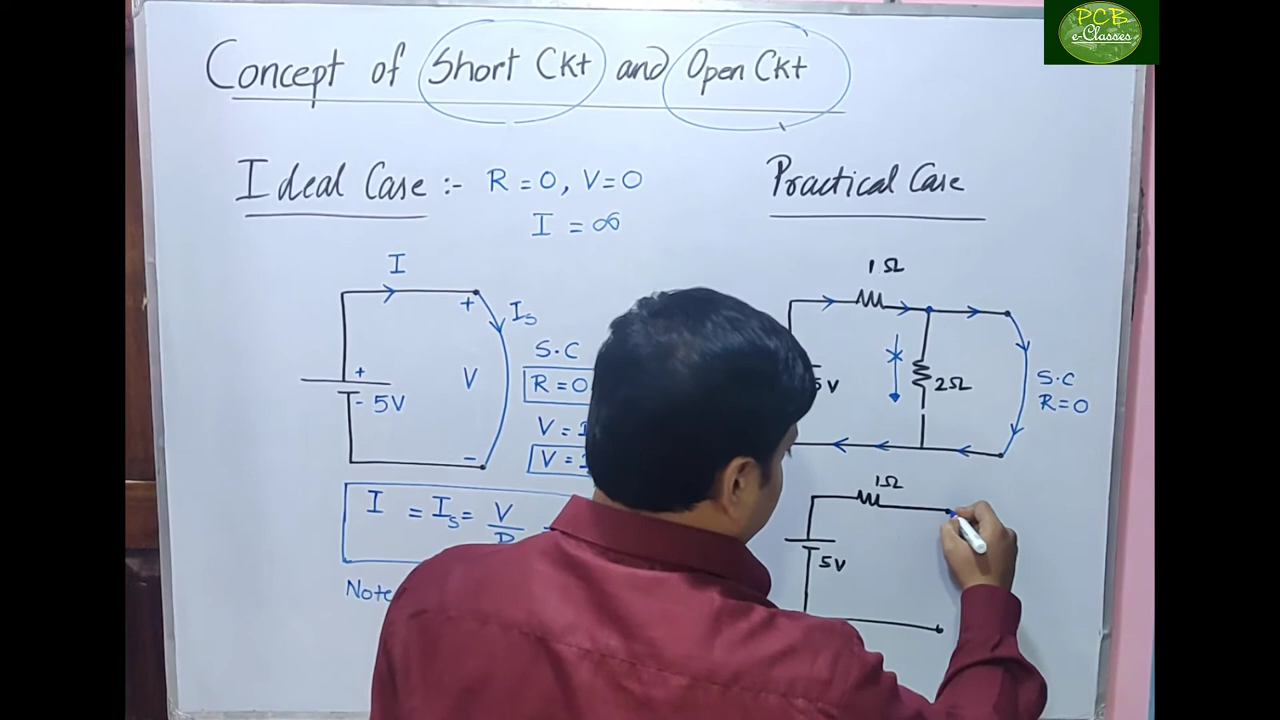 PCB
e-Classes
Concept of Short Ckt and Open Ckt
Ideal Case :- R = 0, V = 0
I = ∞
Practical Case
I
+
Is
S.C
R = 0
V
+
- 5V
V =
V =
-
I = Is = V/R
Note
1Ω
5V
2Ω
S.C
R = 0
1Ω
5V